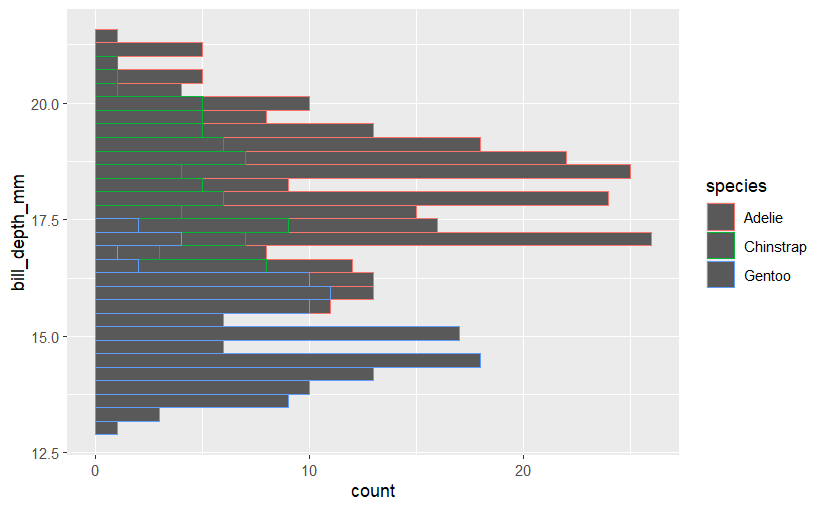 bill_depth_mm
20.0
17.5
15.0
12.5
0
10
20
count
species
Adelie
Chinstrap
Gentoo